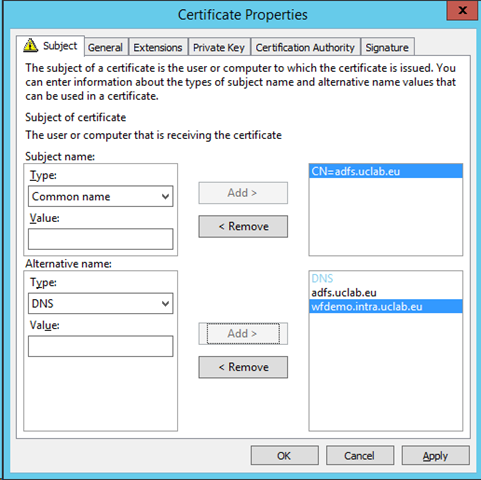 Certificate Properties
x
Subject
General
Extensions
Private Key
Certification Authority
Signature
The subject of a certificate is the user or computer to which the certificate is issued. You
can enter information about the types of subject name and alternative name values that
can be used in a certificate.
Subject of certificate
The user or computer that is receiving the certificate
Subject name:
Type:
Common name
Value:
Add >
< Remove
CN=adfs.uclab.eu
Alternative name:
Type:
DNS
Value:
Add >
< Remove
DNS
adfs.uclab.eu
wfdemo.intra.uclab.eu
OK
Cancel
Apply